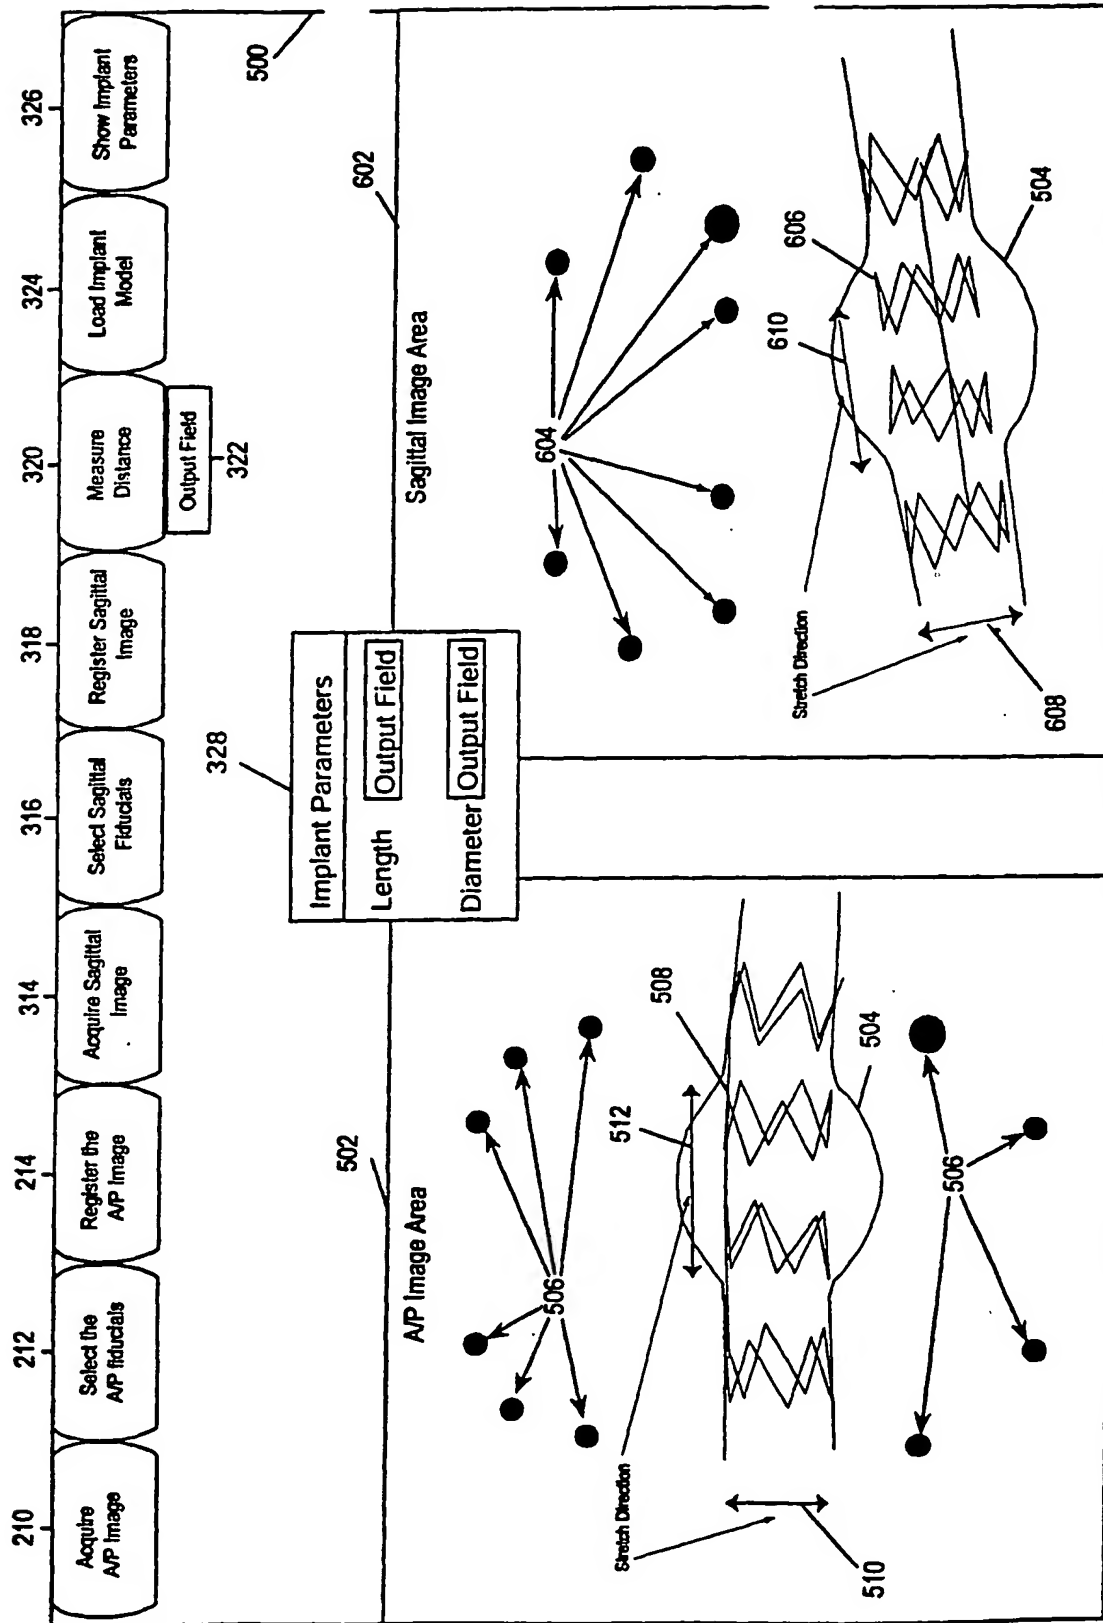 210
212
214
314
316
318
320
324
326
Acquire
A/P Image
Select the
A/P fiducials
Register the
A/P Image
Acquire Sagittal
Image
Select Sagittal
Fiducials
Register Sagittal
Image
Measure
Distance
Load Implant
Model
Show Implant
Parameters
Output Field
322
500
328
Implant Parameters
Length
Output Field
Diameter
Output Field
502
602
A/P Image Area
Sagittal Image Area
506
604
512
508
504
Stretch Direction
510
506
610
606
504
Stretch Direction
608